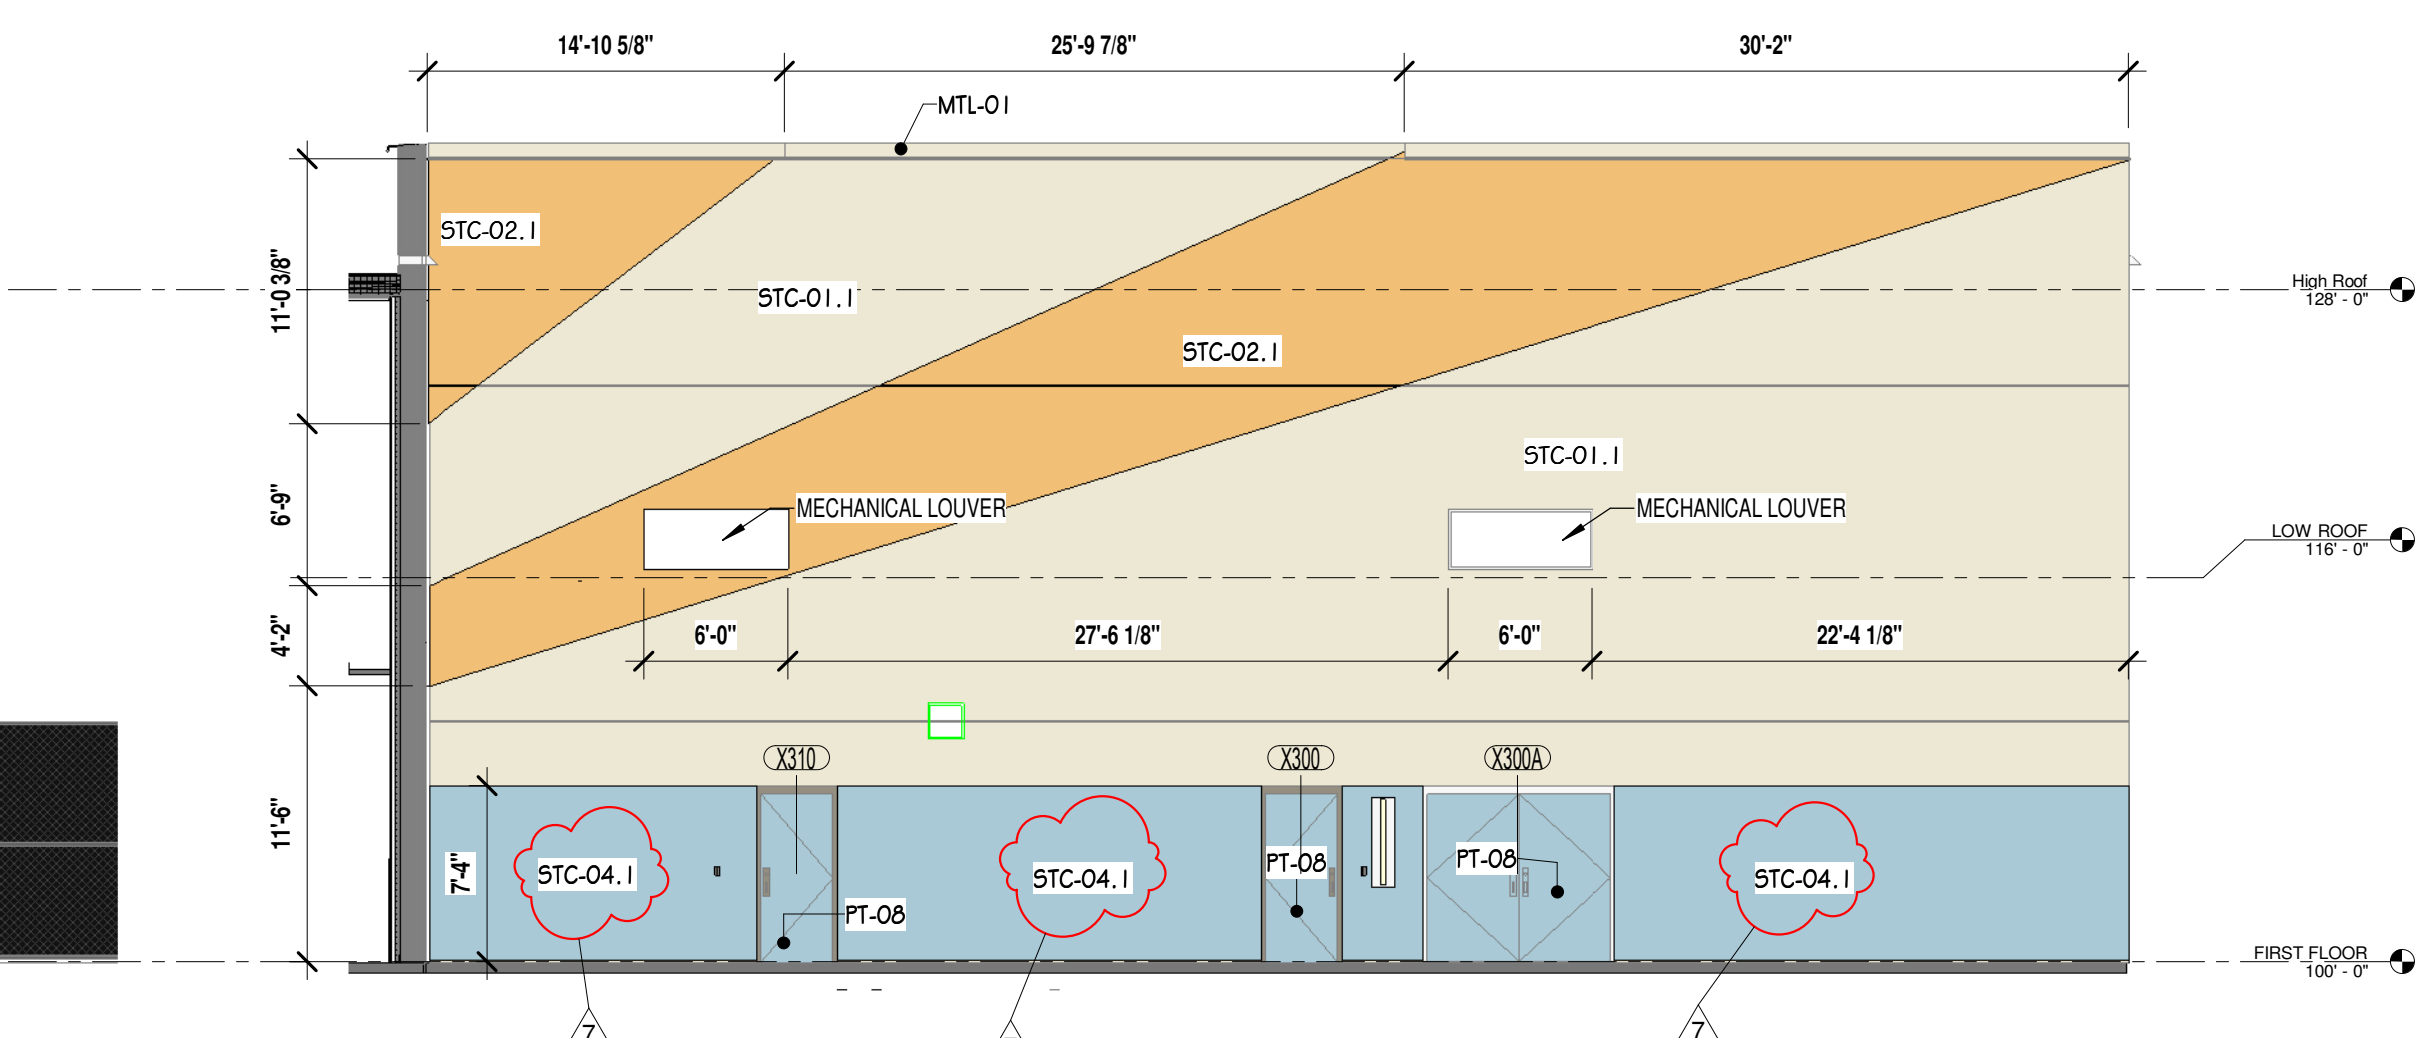 14'-10 5/8"
25'-9 7/8"
30'-2"
MTL-01
STC-02.1
11'-0 3/8"
STC-01.1
High Roof
128' - 0"
STC-02.1
STC-01.1
6'-9"
MECHANICAL LOUVER
MECHANICAL LOUVER
LOW ROOF
116' - 0"
4'-2"
6'-0"
27'-6 1/8"
6'-0"
22'-4 1/8"
X310
X300
X300A
11'-6"
7'-4"
STC-04.1
STC-04.1
PT-08
PT-08
STC-04.1
PT-08
FIRST FLOOR
100' - 0"
7
7